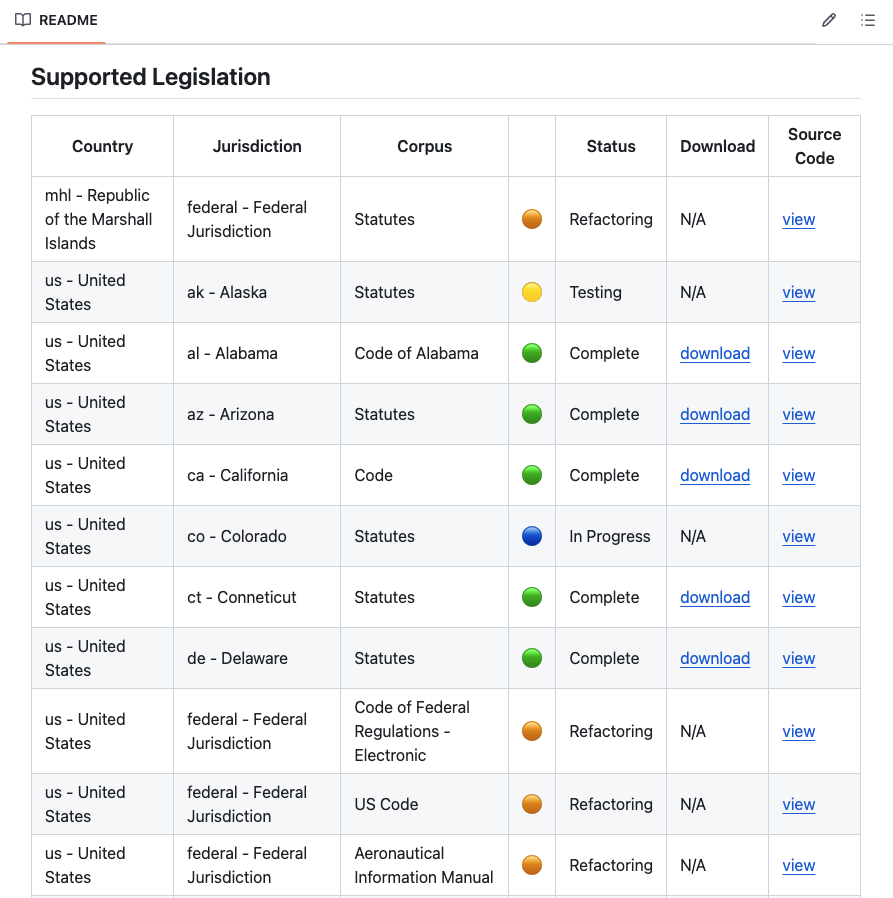 README
Supported Legislation
Country Jurisdiction Corpus Status Download Source
Code
mhl - Republic
of the Marshall
Islands
federal - Federal
Jurisdiction
Statutes
Refactoring
N/A
view
us - United
States
ak - Alaska
Statutes
Testing
N/A
view
us - United
States
al - Alabama
Code of Alabama
Complete
download
view
us - United
States
az - Arizona
Statutes
Complete
download
view
us - United
States
ca - California
Code
Complete
download
view
us - United
States
co - Colorado
Statutes
In Progress
N/A
view
us - United
States
ct - Conneticut
Statutes
Complete
download
view
us - United
States
de - Delaware
Statutes
Complete
download
view
us - United
States
federal - Federal
Jurisdiction
Code of Federal
Regulations -
Electronic
Refactoring
N/A
view
us - United
States
federal - Federal
Jurisdiction
US Code
Refactoring
N/A
view
us - United
States
federal - Federal
Jurisdiction
Aeronautical
Information Manual
Refactoring
N/A
view